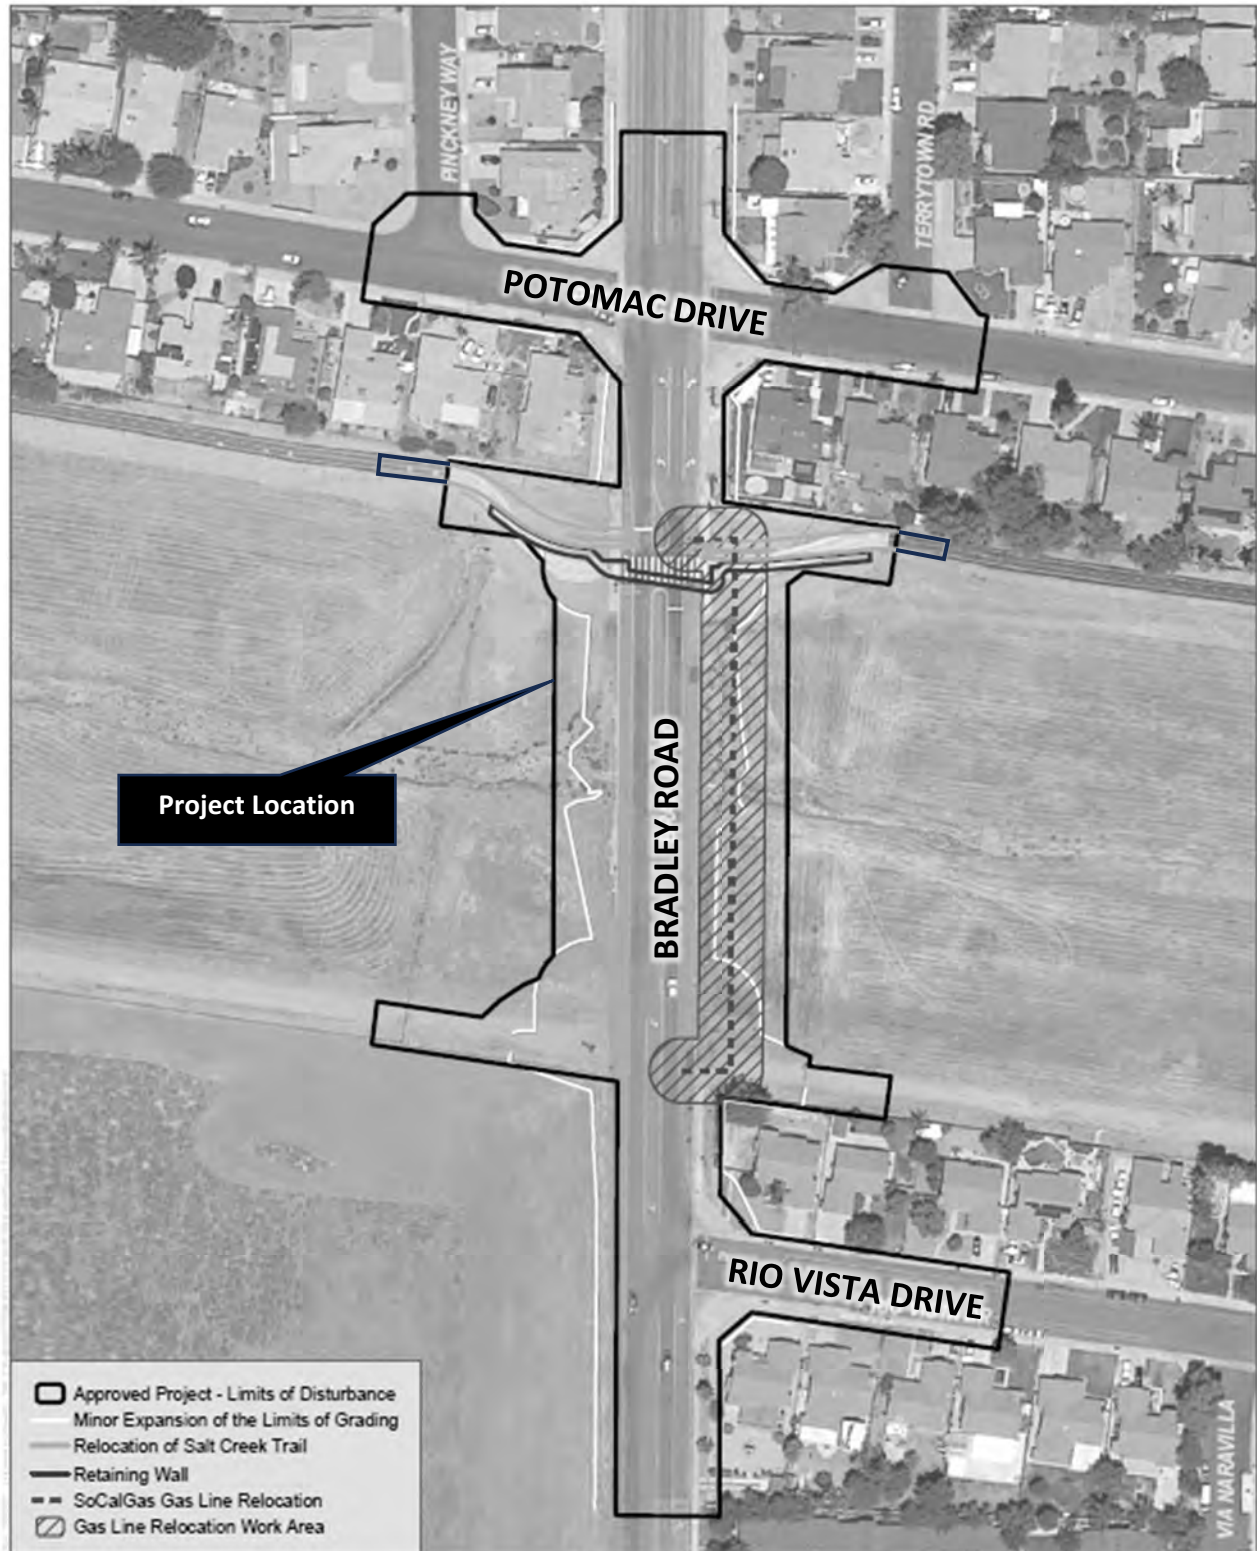 PINCKNEY WAY
TERRYTOWN RD
POTOMAC DRIVE
Project Location
BRADLEY ROAD
RIO VISTA DRIVE
VIA NARAVILLA
Approved Project - Limits of Disturbance
Minor Expansion of the Limits of Grading
Relocation of Salt Creek Trail
Retaining Wall
SoCalGas Gas Line Relocation
Gas Line Relocation Work Area